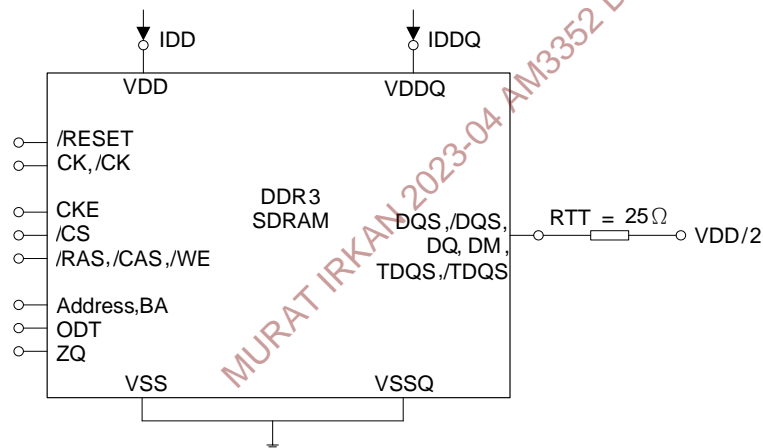 IDD
IDDQ
VDD
VDDQ
/RESET
CK, /CK
CKE
/CS
/RAS, /CAS, /WE
Address,BA
ODT
ZQ
DDR3
SDRAM
DQS, /DQS,
DQ, DM,
TDQS, /TDQS
RTT = 25Ω
VDD/2
VSS
VSSQ
MURAT IRKAN 2023-04 AM3352 D